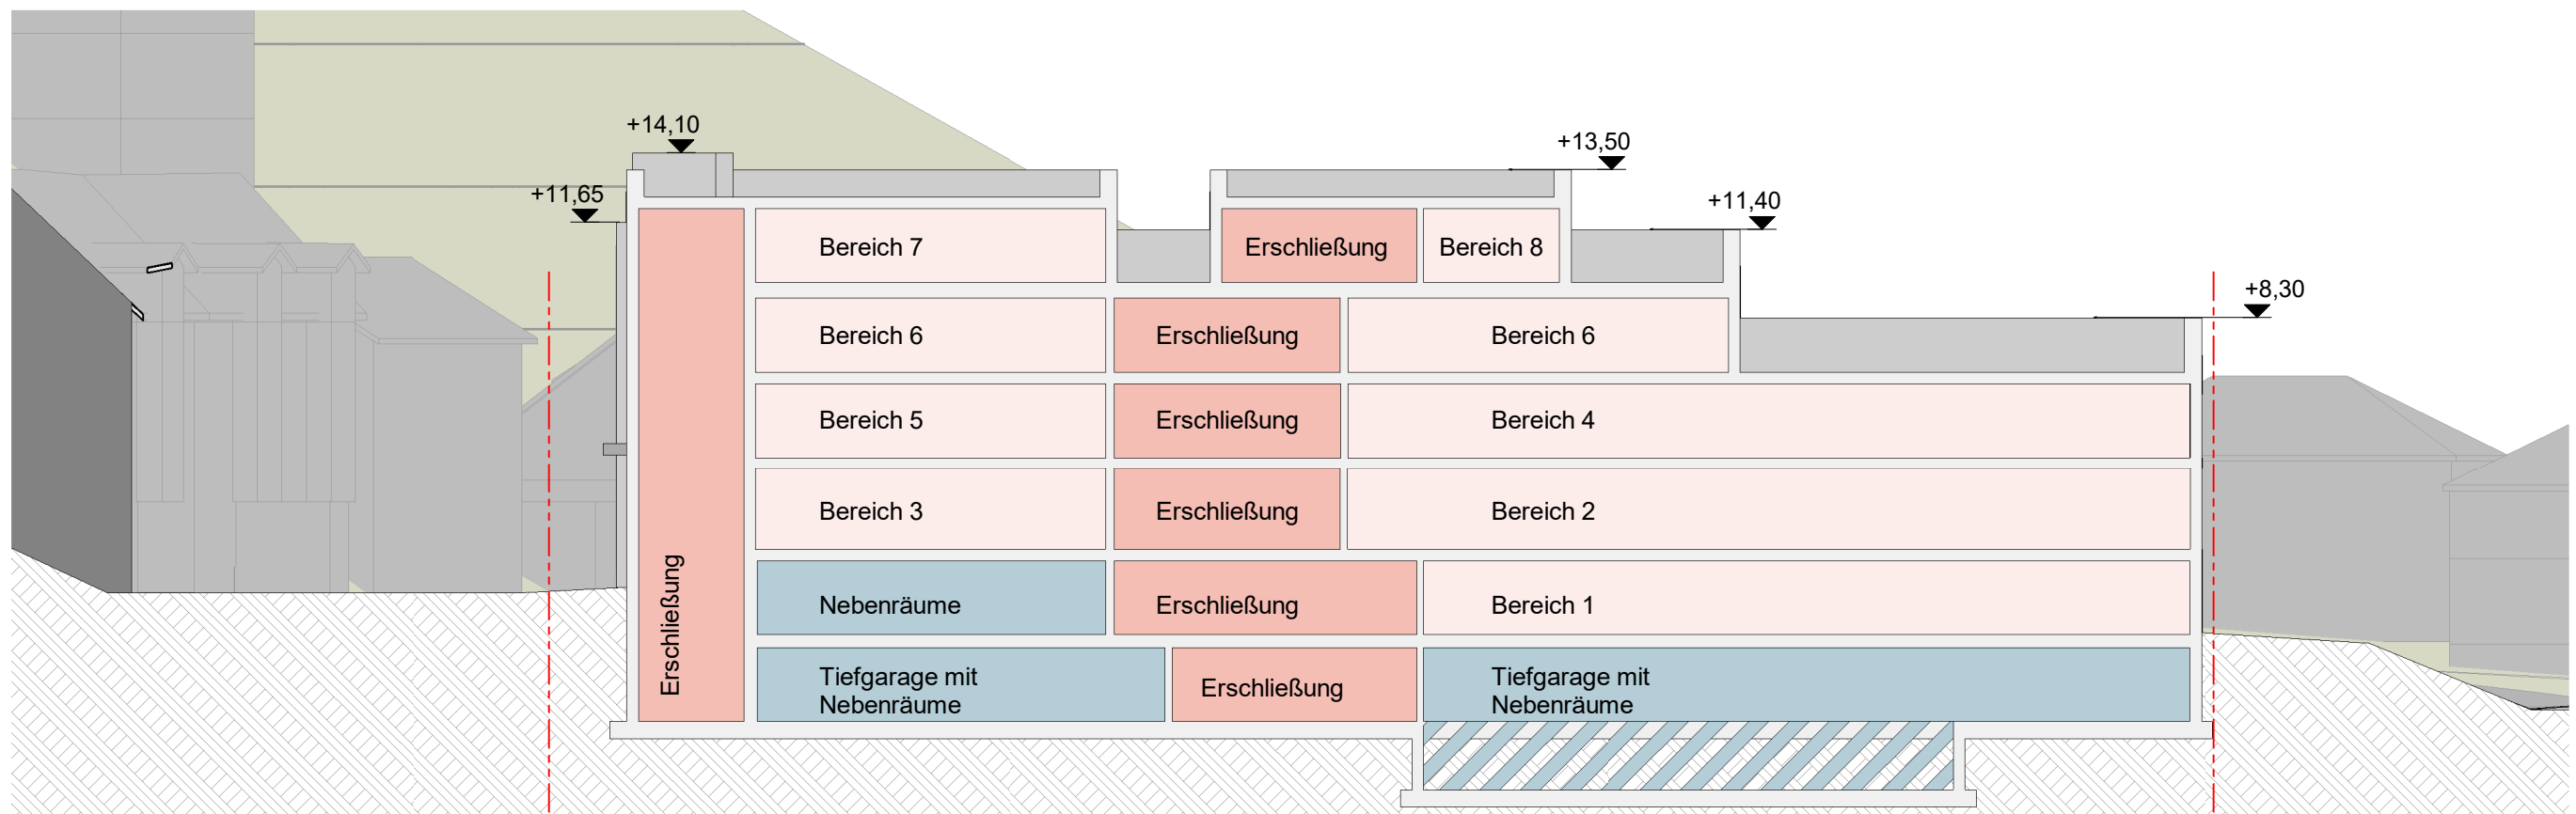 +14,10
+13,50
+11,65
+11,40
Bereich 7
Erschließung
Bereich 8
+8,30
Bereich 6
Erschließung
Bereich 6
Bereich 5
Erschließung
Bereich 4
Bereich 3
Erschließung
Bereich 2
Erschließung
Nebenräume
Erschließung
Bereich 1
Tiefgarage mit
Nebenräume
Erschließung
Tiefgarage mit
Nebenräume